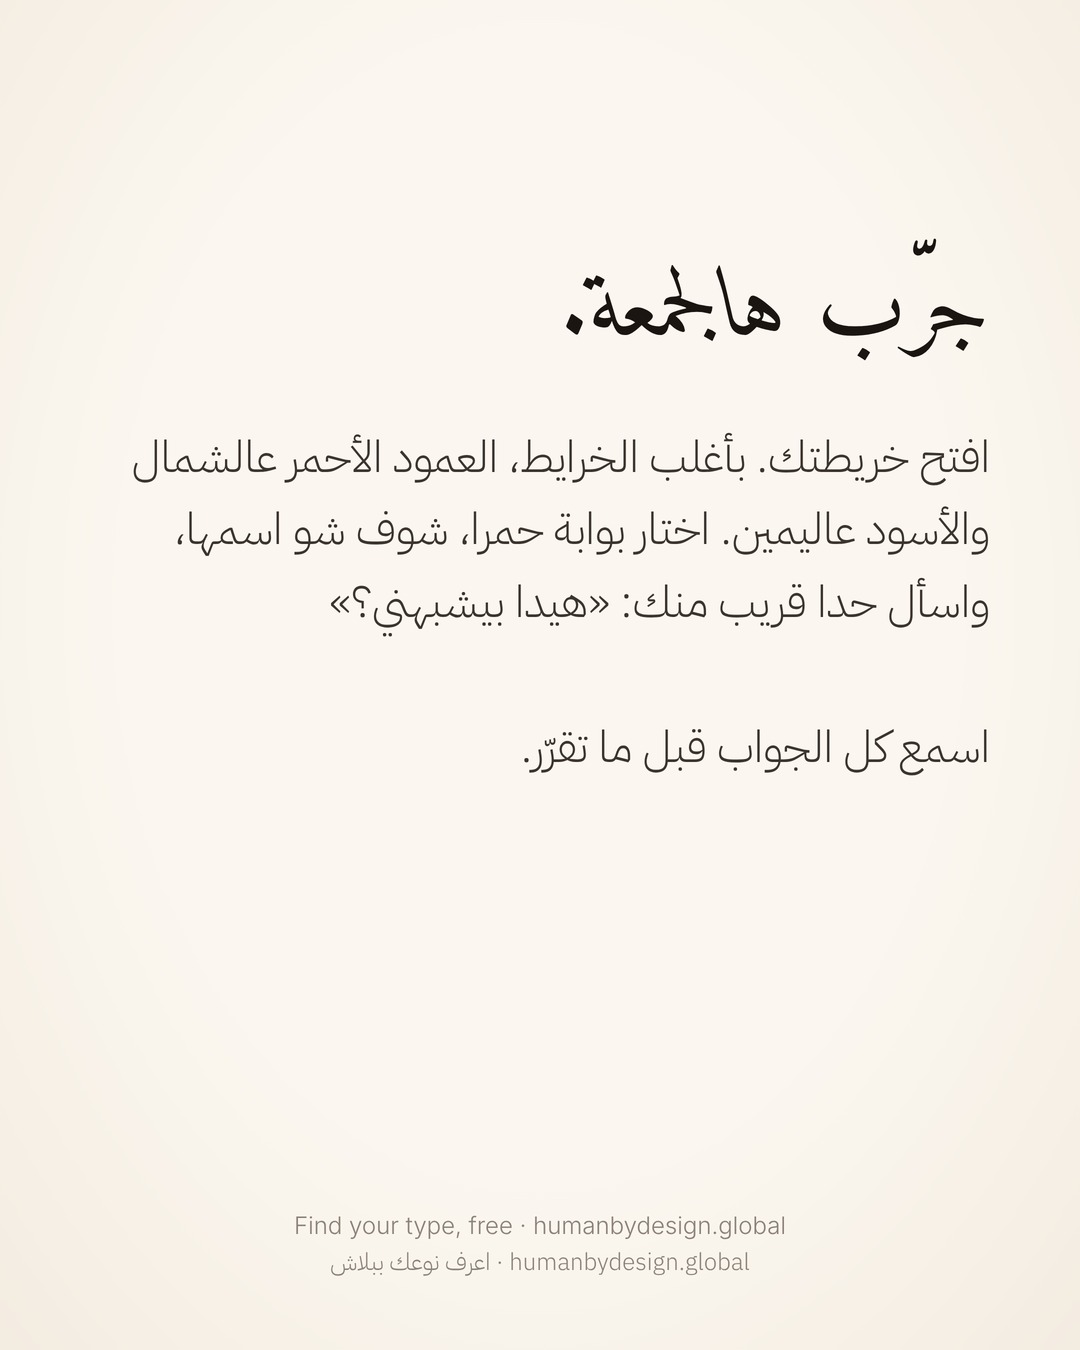 جرّب هالجمعة.
افتح خريطتك. بأغلب الخرايط، العمود الأحمر عالشمال
والأسود عاليمين. اختار بوابة حمرا، شوف شو اسمها،
واسأل حدا قريب منك: «هيدا بيشبهني؟»
اسمع كل الجواب قبل ما تقرّر.
Find your type, free · humanbydesign.global
اعرف نوعك ببلاش · humanbydesign.global